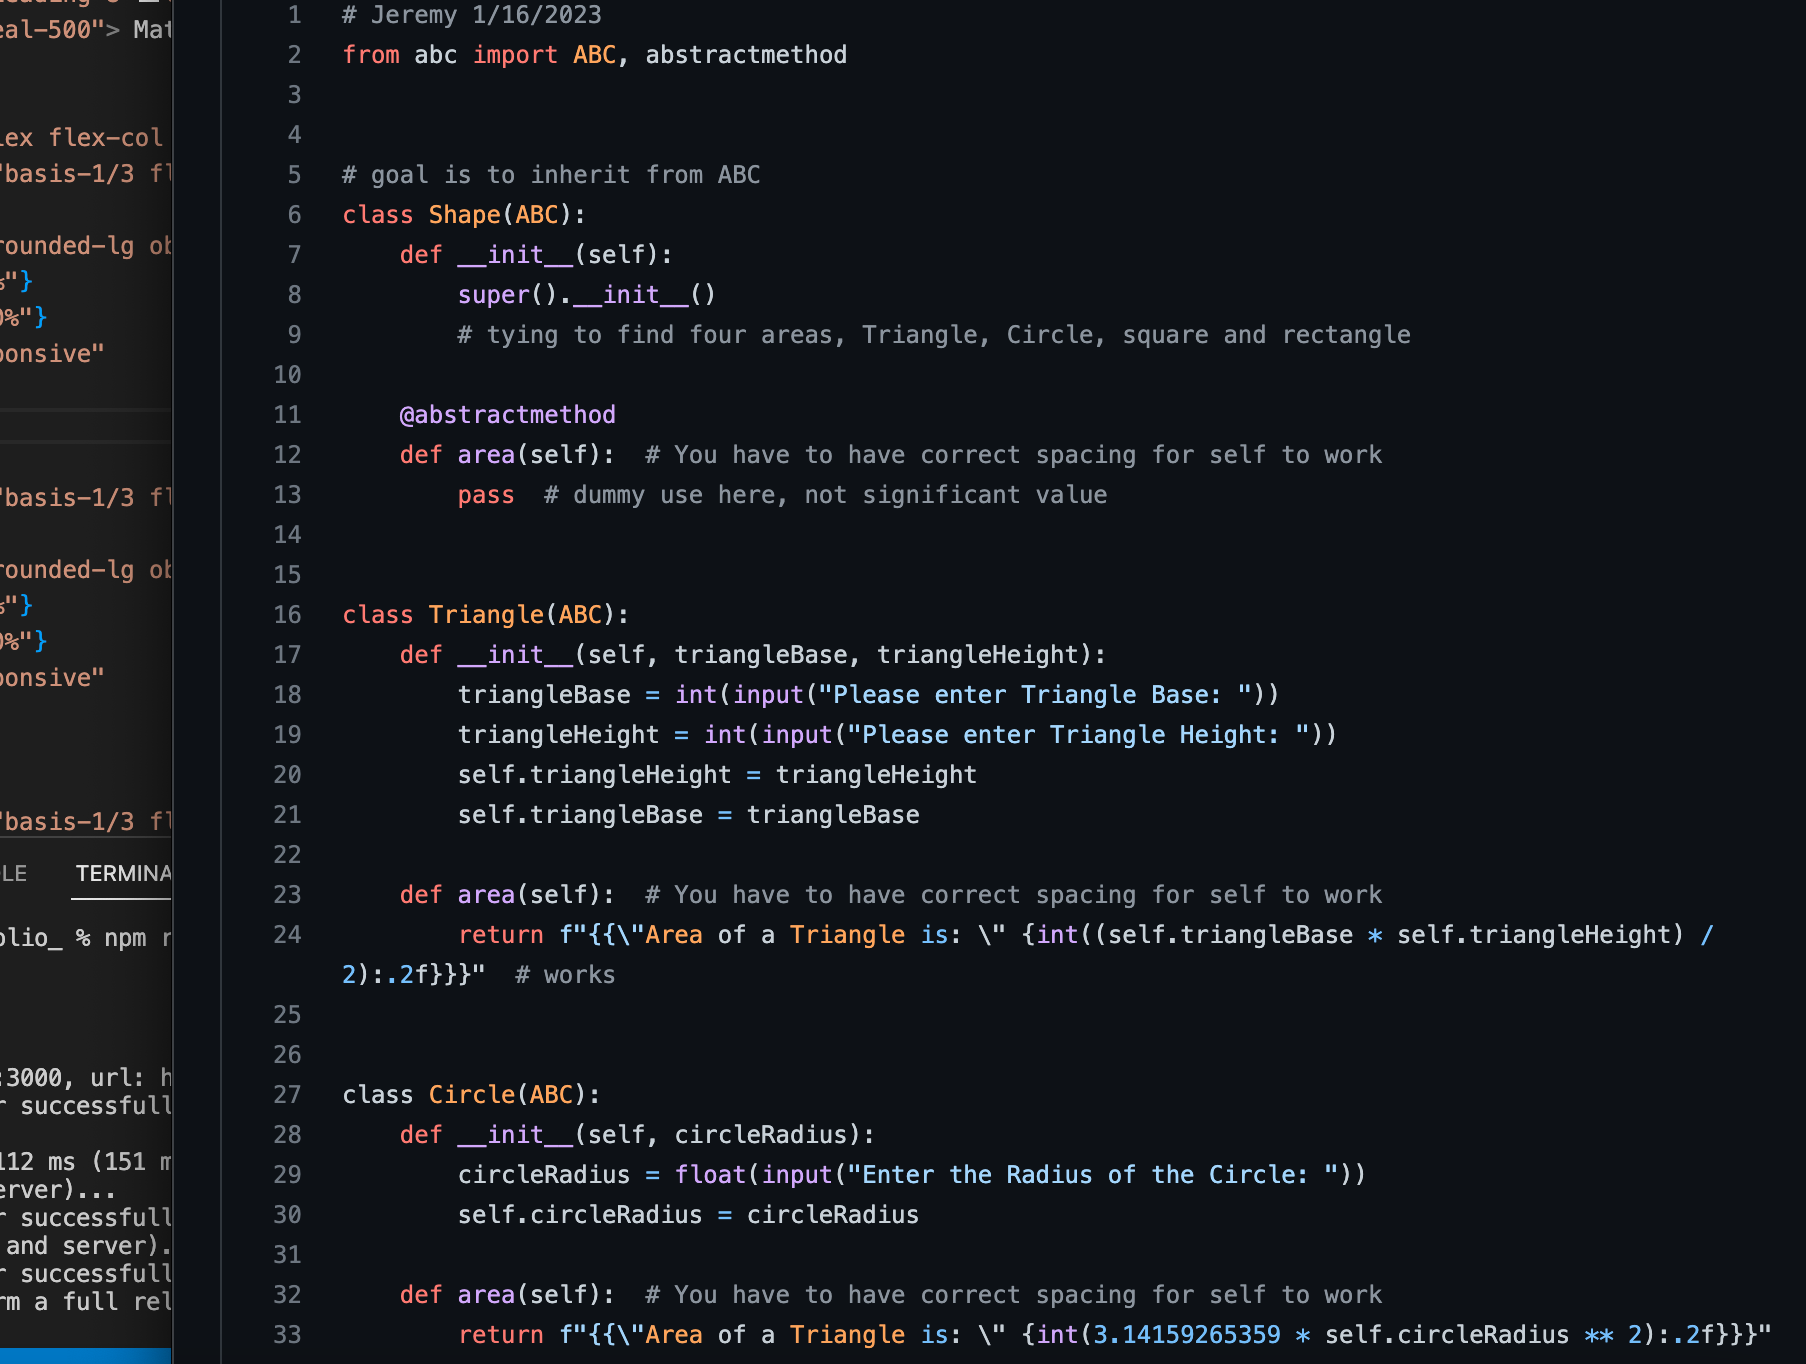 eal-500"> Mat
lex flex-col
"basis-1/3 fl
rounded-lg ob
%"}
0%"}
ponsive"
"basis-1/3 fl
rounded-lg ob
%"}
0%"}
ponsive"
"basis-1/3 fl
LE TERMINA
olio_ % npm r
:3000, url: h
r successfull
112 ms (151 m
erver)...
r successfull
and server).
r successfull
rm a full rel
1 # Jeremy 1/16/2023
2 from abc import ABC, abstractmethod
3
4
5 # goal is to inherit from ABC
6 class Shape(ABC):
7     def __init__(self):
8         super().__init__()
9         # tying to find four areas, Triangle, Circle, square and rectangle
10
11     @abstractmethod
12     def area(self):  # You have to have correct spacing for self to work
13         pass  # dummy use here, not significant value
14
15
16 class Triangle(ABC):
17     def __init__(self, triangleBase, triangleHeight):
18         triangleBase = int(input("Please enter Triangle Base: "))
19         triangleHeight = int(input("Please enter Triangle Height: "))
20         self.triangleHeight = triangleHeight
21         self.triangleBase = triangleBase
22
23     def area(self):  # You have to have correct spacing for self to work
24         return f"{{\"Area of a Triangle is: \" {int((self.triangleBase * self.triangleHeight) /
2):.2f}}}"  # works
25
26
27 class Circle(ABC):
28     def __init__(self, circleRadius):
29         circleRadius = float(input("Enter the Radius of the Circle: "))
30         self.circleRadius = circleRadius
31
32     def area(self):  # You have to have correct spacing for self to work
33         return f"{{\"Area of a Triangle is: \" {int(3.14159265359 * self.circleRadius ** 2):.2f}}}"